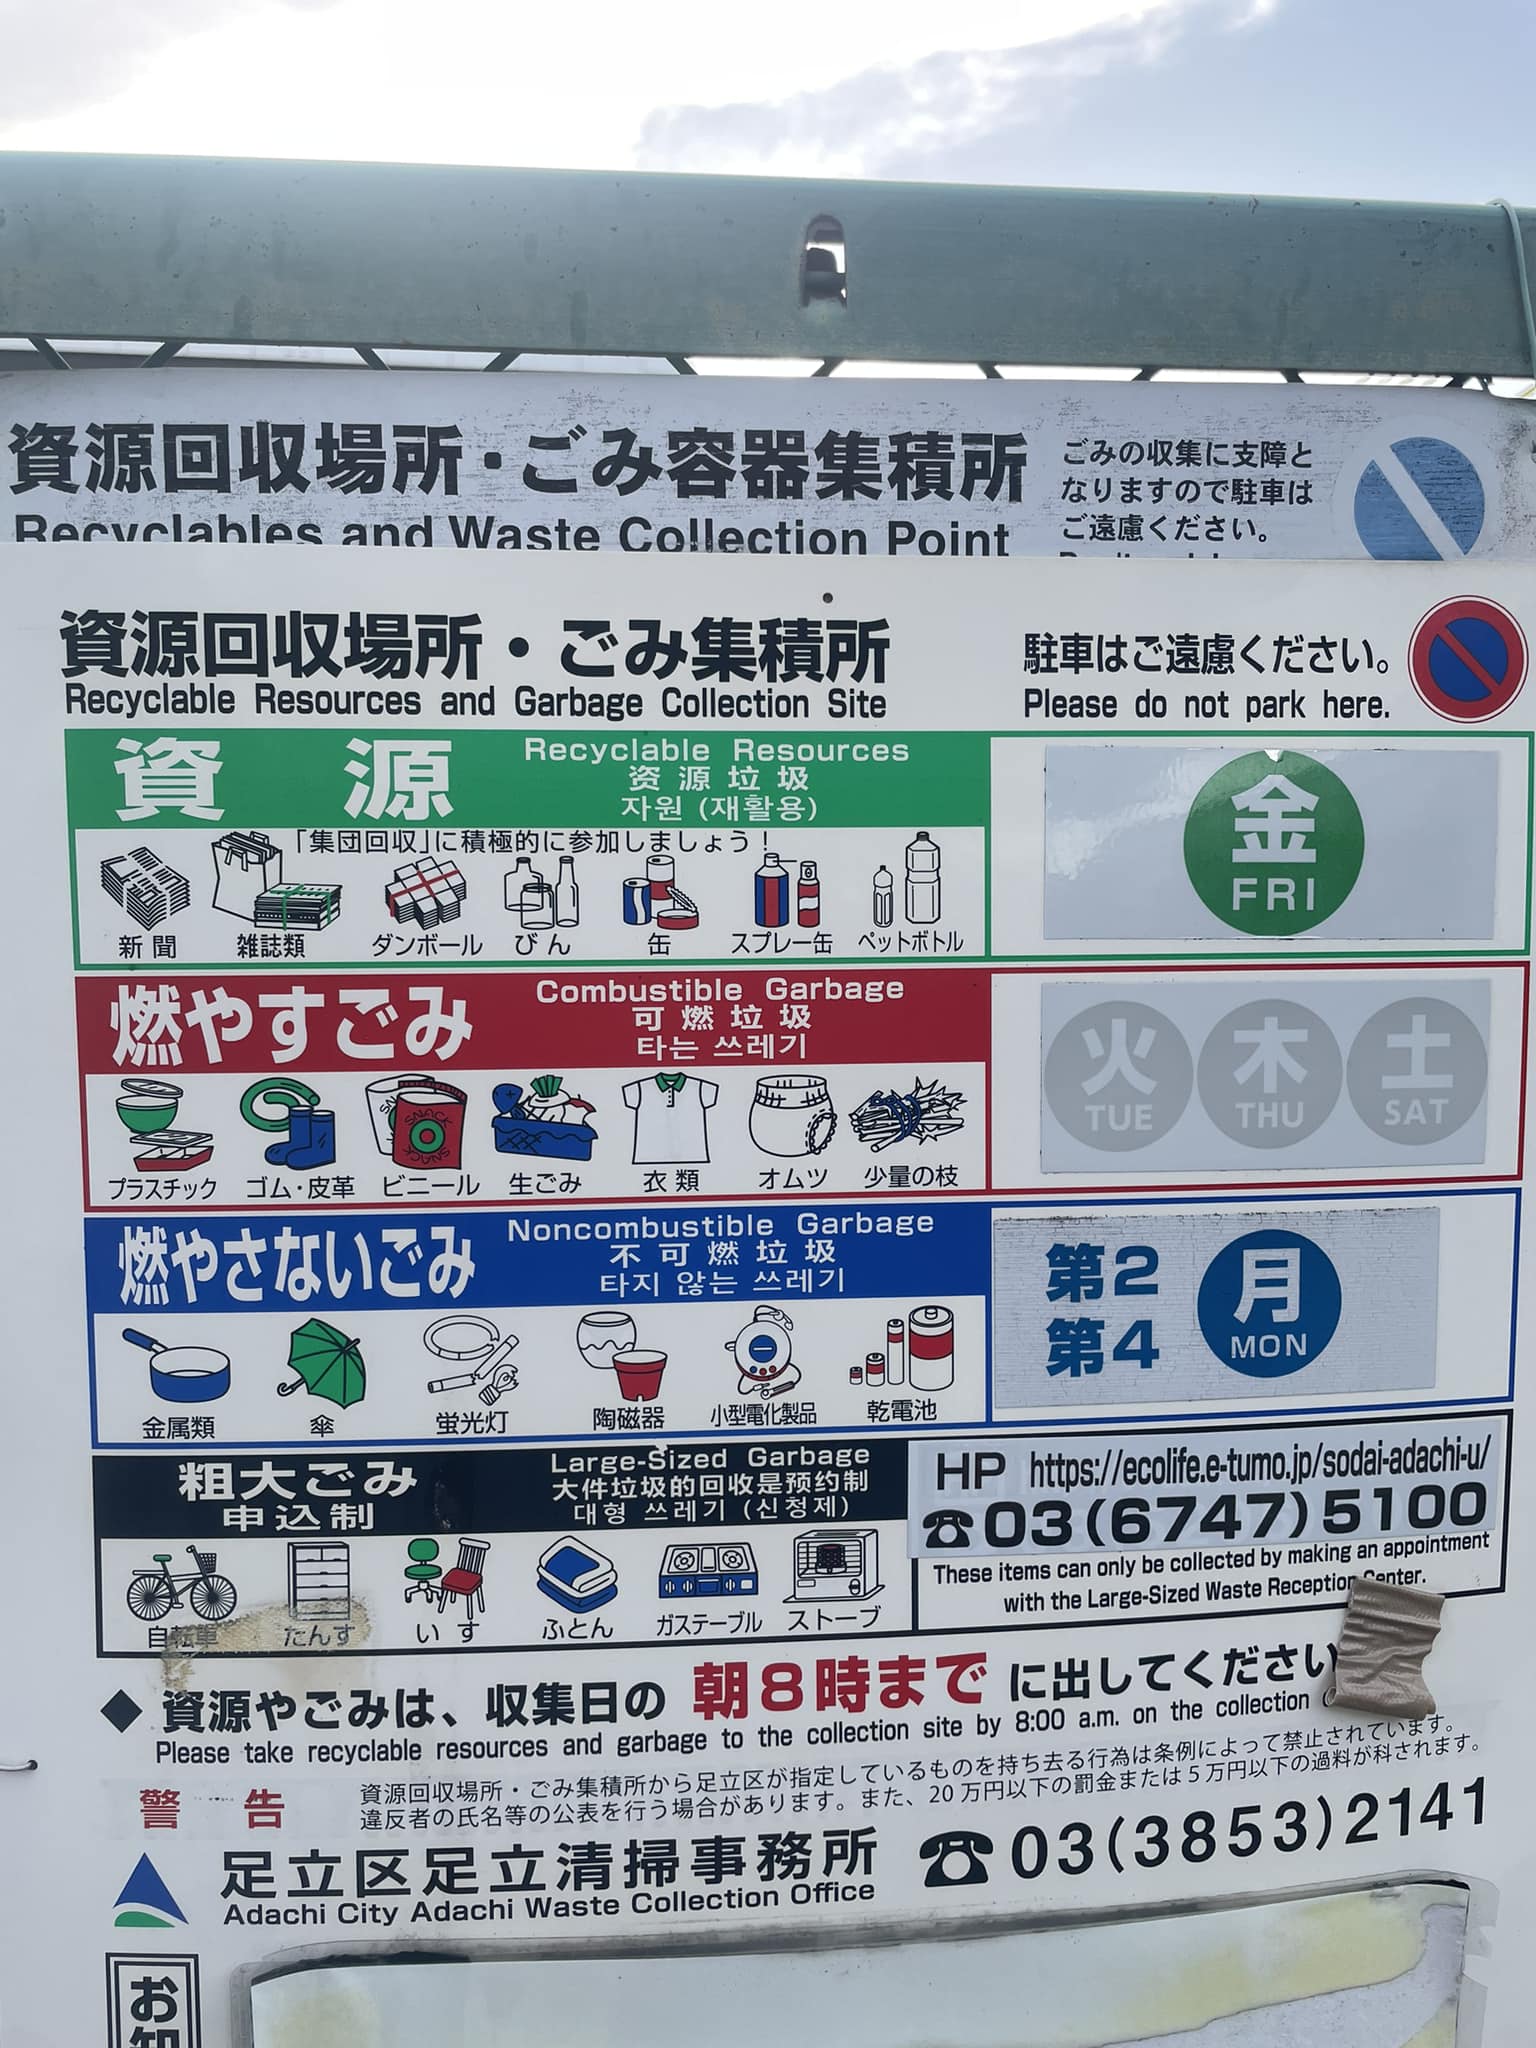 資源回収場所・ごみ容器集積所
Recyclables and Waste Collection Point
ごみの収集に支障と
なりますので駐車は
ご遠慮ください。
資源回収場所・ごみ集積所
Recyclable Resources and Garbage Collection Site
駐車はご遠慮ください。
Please do not park here.
資源
Recyclable Resources
资源垃圾
자원 (재활용)
金
FRI
「集団回収」に積極的に参加しましょう!
新聞 雑誌類 ダンボール びん 缶 スプレー缶 ペットボトル
燃やすごみ
Combustible Garbage
可燃垃圾
타는 쓰레기
火 木 土
TUE THU SAT
SNACK
SNACK
プラスチック ゴム・皮革 ビニール 生ごみ 衣類 オムツ 少量の枝
燃やさないごみ
Noncombustible Garbage
不可燃垃圾
타지 않는 쓰레기
第2
第4
月
MON
金属類 傘 蛍光灯 陶磁器 小型電化製品 乾電池
粗大ごみ
申込制
Large-Sized Garbage
大件垃圾的回收是预约制
대형 쓰레기 (신청제)
HP https://ecolife.e-tumo.jp/sodai-adachi-u/
☎03(6747)5100
These items can only be collected by making an appointment
with the Large-Sized Waste Reception Center.
自転車 たんす いす ふとん ガステーブル ストーブ
◆ 資源やごみは、収集日の 朝8時まで に出してください
Please take recyclable resources and garbage to the collection site by 8:00 a.m. on the collection
警告
資源回収場所・ごみ集積所から足立区が指定しているものを持ち去る行為は条例によって禁止されています。
違反者の氏名等の公表を行う場合があります。また、20万円以下の罰金または5万円以下の過料が科されます。
足立区足立清掃事務所
Adachi City Adachi Waste Collection Office
☎03(3853)2141
お知